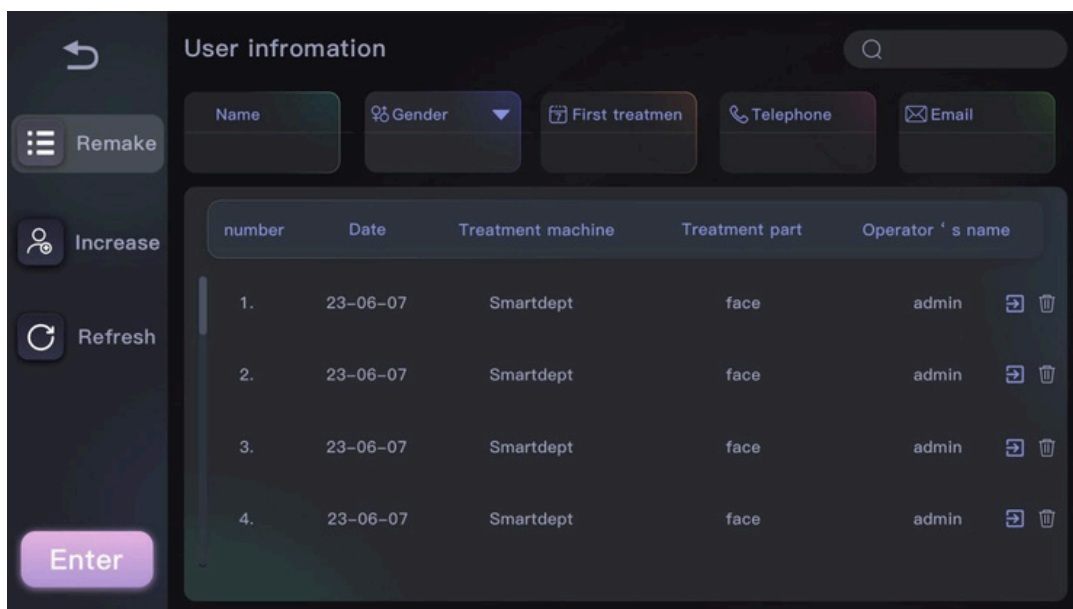 User infromation
Name Gender First treatmen Telephone Email
Remake
Increase
Refresh
Enter
number Date Treatment machine Treatment part Operator ‘ s name
1. 23-06-07 Smartdept face admin
2. 23-06-07 Smartdept face admin
3. 23-06-07 Smartdept face admin
4. 23-06-07 Smartdept face admin